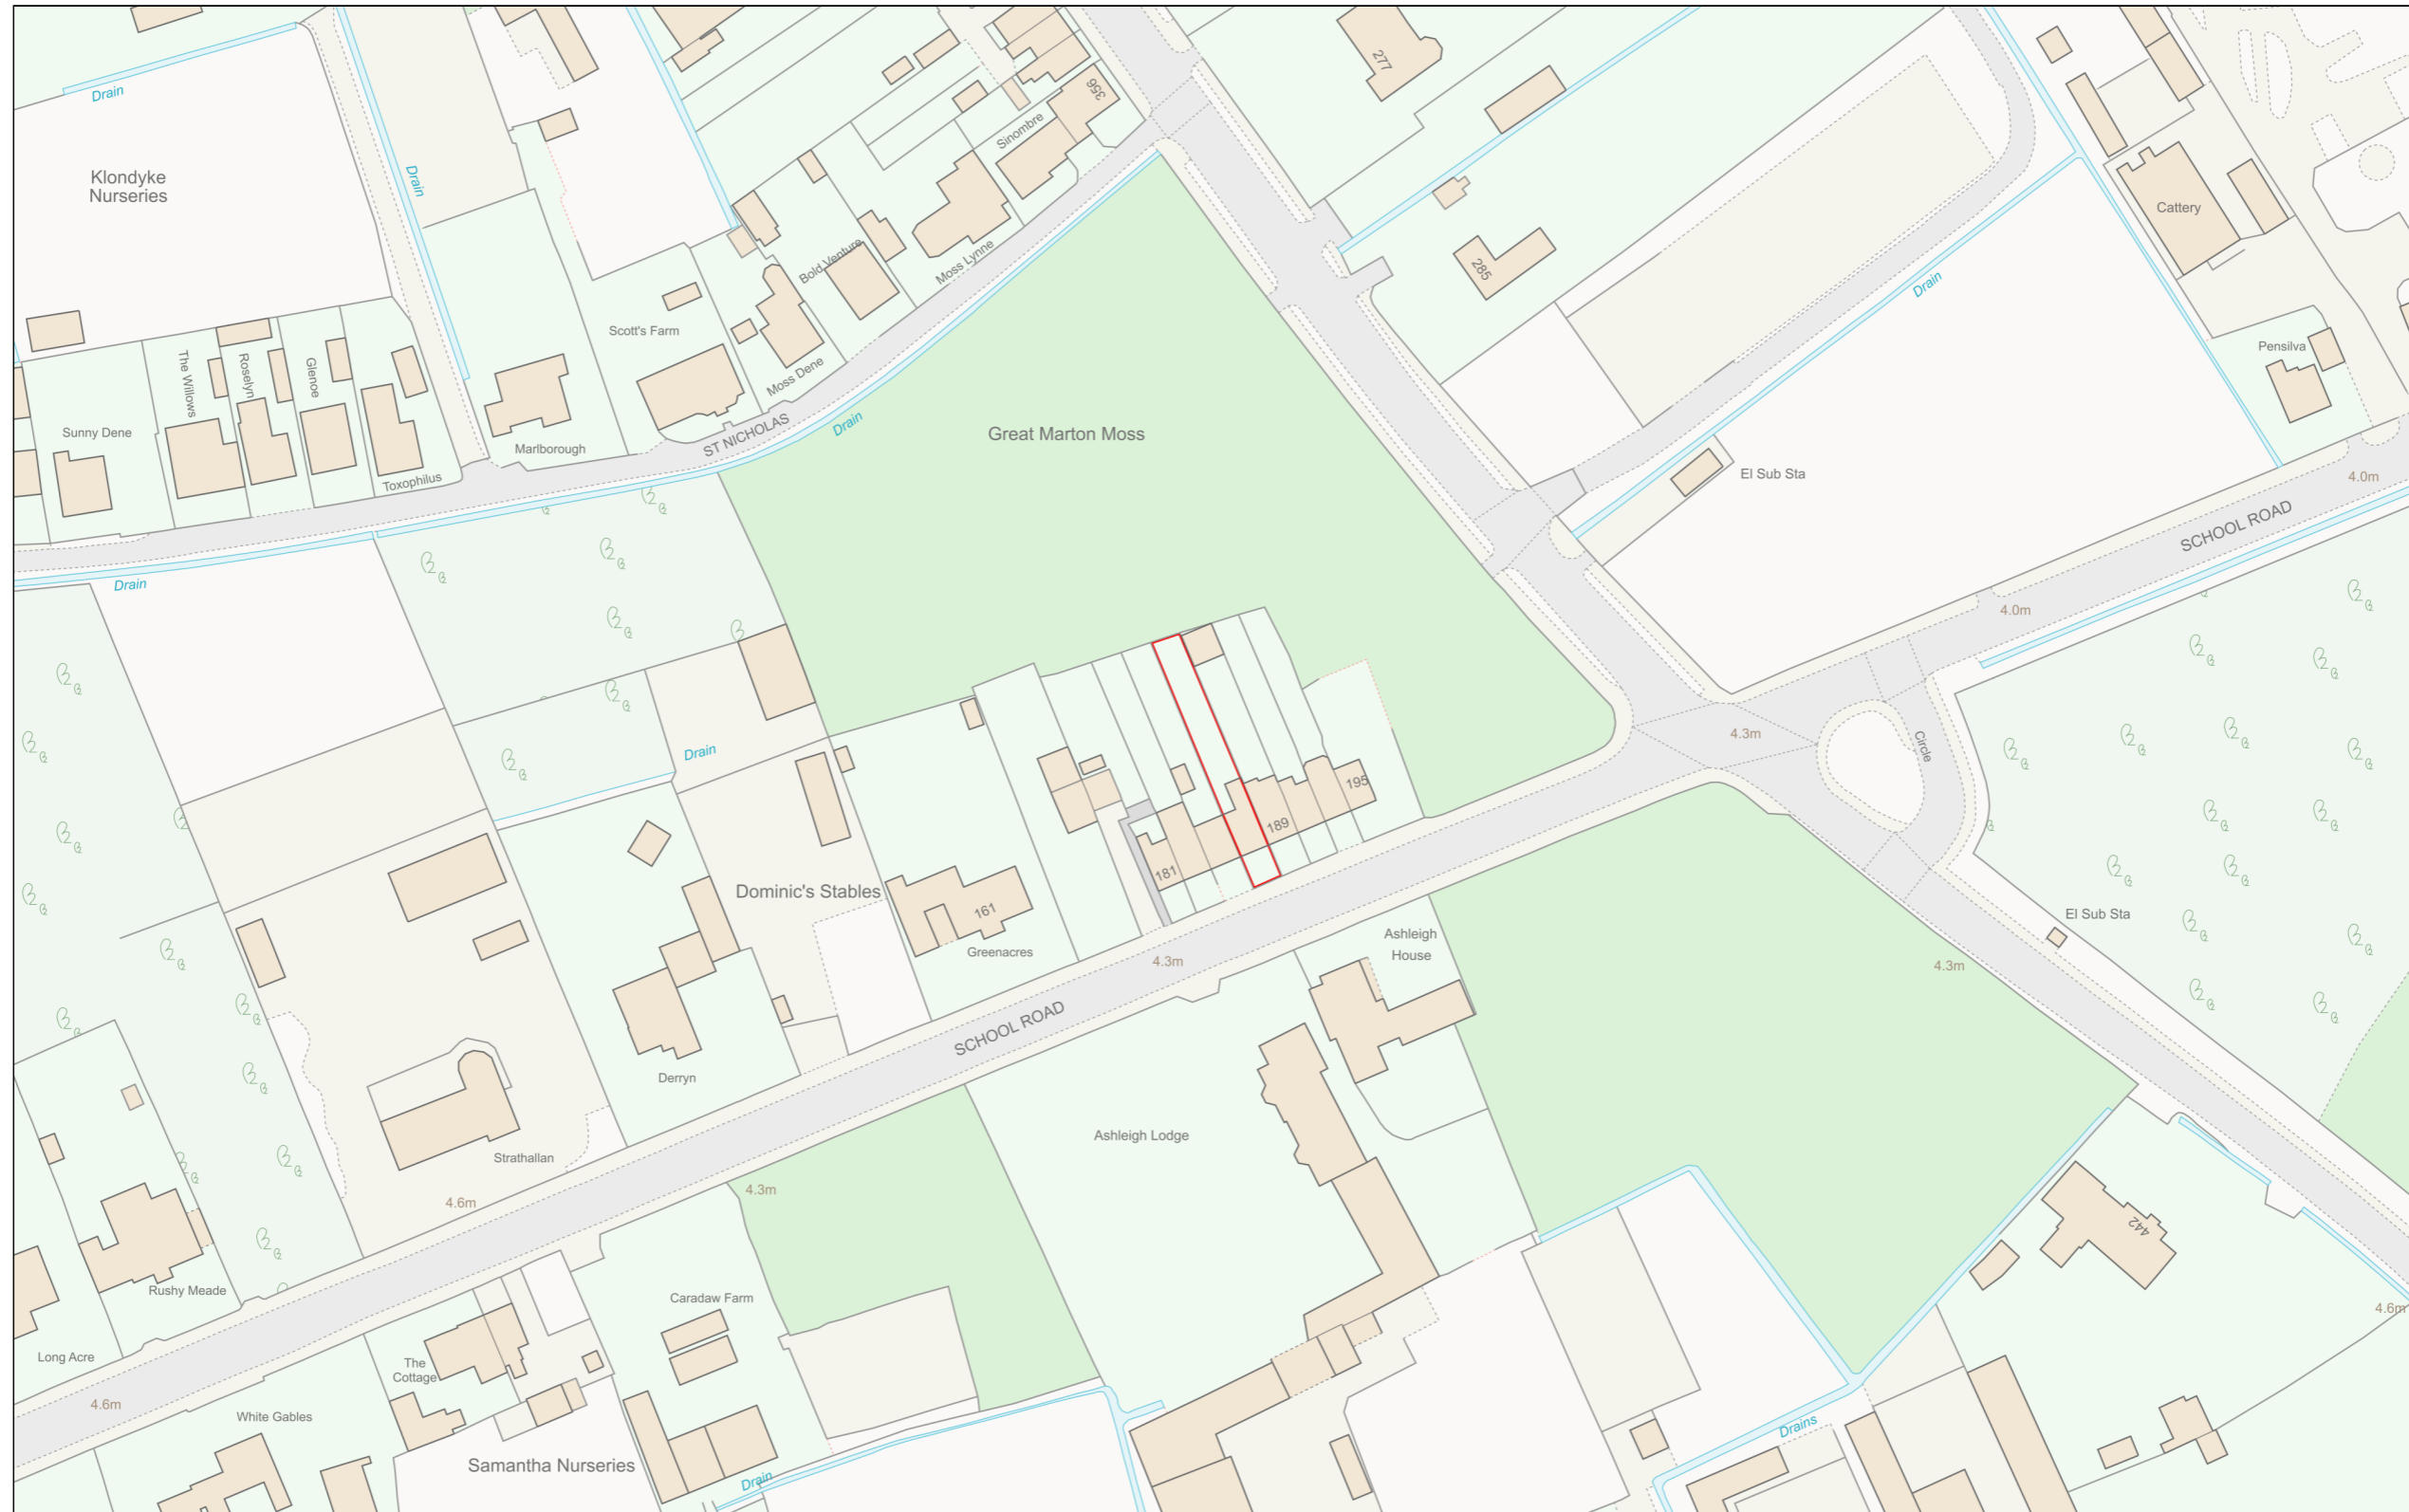 Drain
Klondyke
Nurseries
Drain
277
356
Sinombre
Moss Lynne
Bold Venture
Moss Dene
Scott's Farm
285
Cattery
Drain
Pensilva
The Willows
Roselyn
Glenoe
Sunny Dene
Toxophilus
Marlborough
ST NICHOLAS
Drain
Great Marton Moss
El Sub Sta
4.0m
SCHOOL ROAD
4.0m
Drain
Drain
4.3m
Circle
195
189
181
Dominic's Stables
161
Greenacres
4.3m
Ashleigh
House
El Sub Sta
4.3m
SCHOOL ROAD
Derryn
Ashleigh Lodge
Strathallan
4.3m
4.6m
442
Rushy Meade
Caradaw Farm
4.6m
Long Acre
The
Cottage
4.6m
White Gables
Samantha Nurseries
Drain
Drains